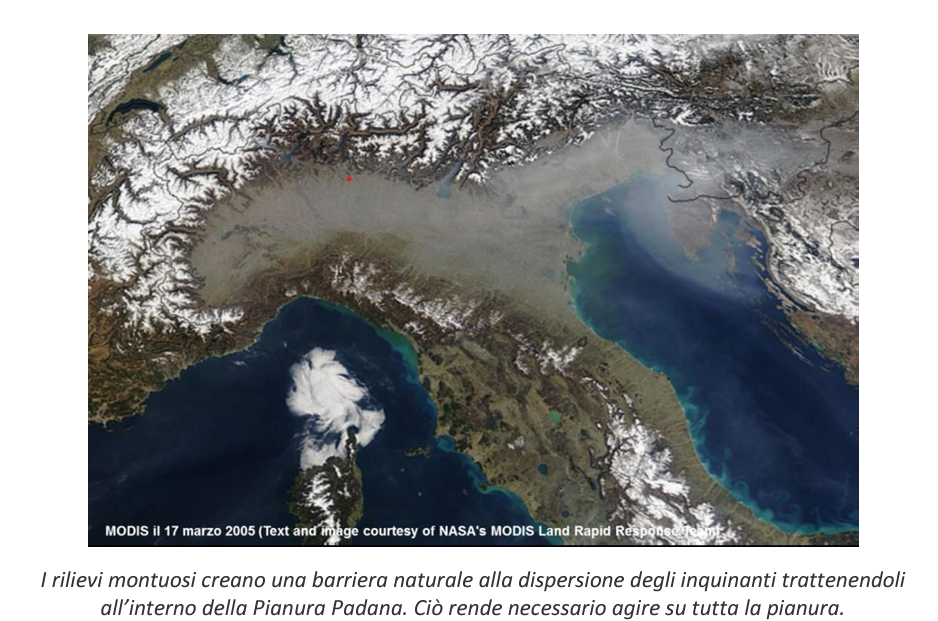 MODIS il 17 marzo 2005 (Text and image courtesy of NASA's MODIS Land Rapid Response Team)
I rilievi montuosi creano una barriera naturale alla dispersione degli inquinanti trattenendoli
all’interno della Pianura Padana. Ciò rende necessario agire su tutta la pianura.